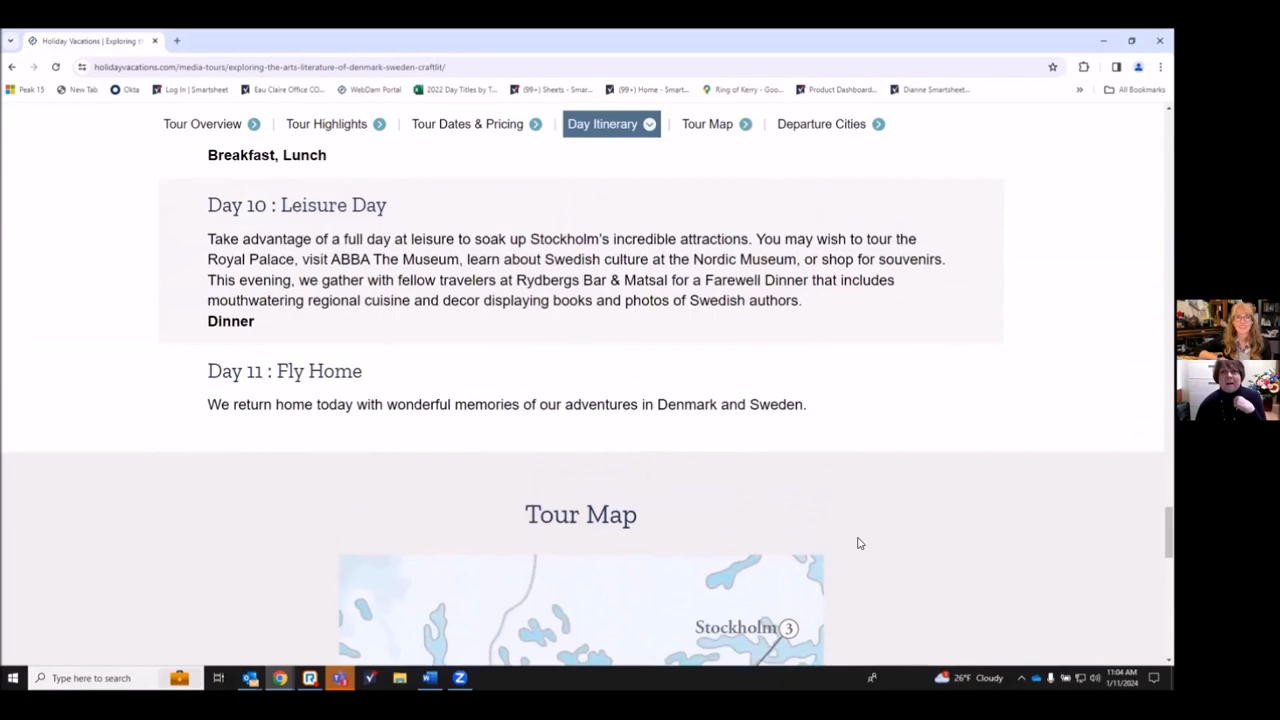 Holiday Vacations | Exploring t
holidayvacations.com/media-tours/exploring-the-arts-literature-of-denmark-sweden-craftlit/
Peak 15
New Tab
Okta
Log In | Smartsheet
Eau Claire Office CO...
WebDam Portal
2022 Day Titles by T...
(99+) Sheets - Smar...
(99+) Home - Smart...
Ring of Kerry - Goo...
Product Dashboard...
Dianne Smartsheet...
»
All Bookmarks
Tour Overview
Tour Highlights
Tour Dates & Pricing
Day Itinerary
Tour Map
Departure Cities
Breakfast, Lunch
Day 10 : Leisure Day
Take advantage of a full day at leisure to soak up Stockholm's incredible attractions. You may wish to tour the
Royal Palace, visit ABBA The Museum, learn about Swedish culture at the Nordic Museum, or shop for souvenirs.
This evening, we gather with fellow travelers at Rydbergs Bar & Matsal for a Farewell Dinner that includes
mouthwatering regional cuisine and decor displaying books and photos of Swedish authors.
Dinner
Day 11 : Fly Home
We return home today with wonderful memories of our adventures in Denmark and Sweden.
Tour Map
Stockholm 3
Type here to search
26°F Cloudy
11:04 AM
1/11/2024